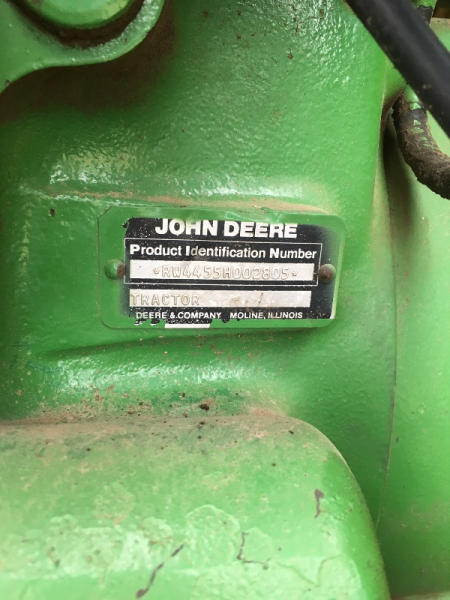 JOHN DEERE
Product Identification Number
*RW4455H002805*
TRACTOR
DEERE & COMPANY MOLINE, ILLINOIS